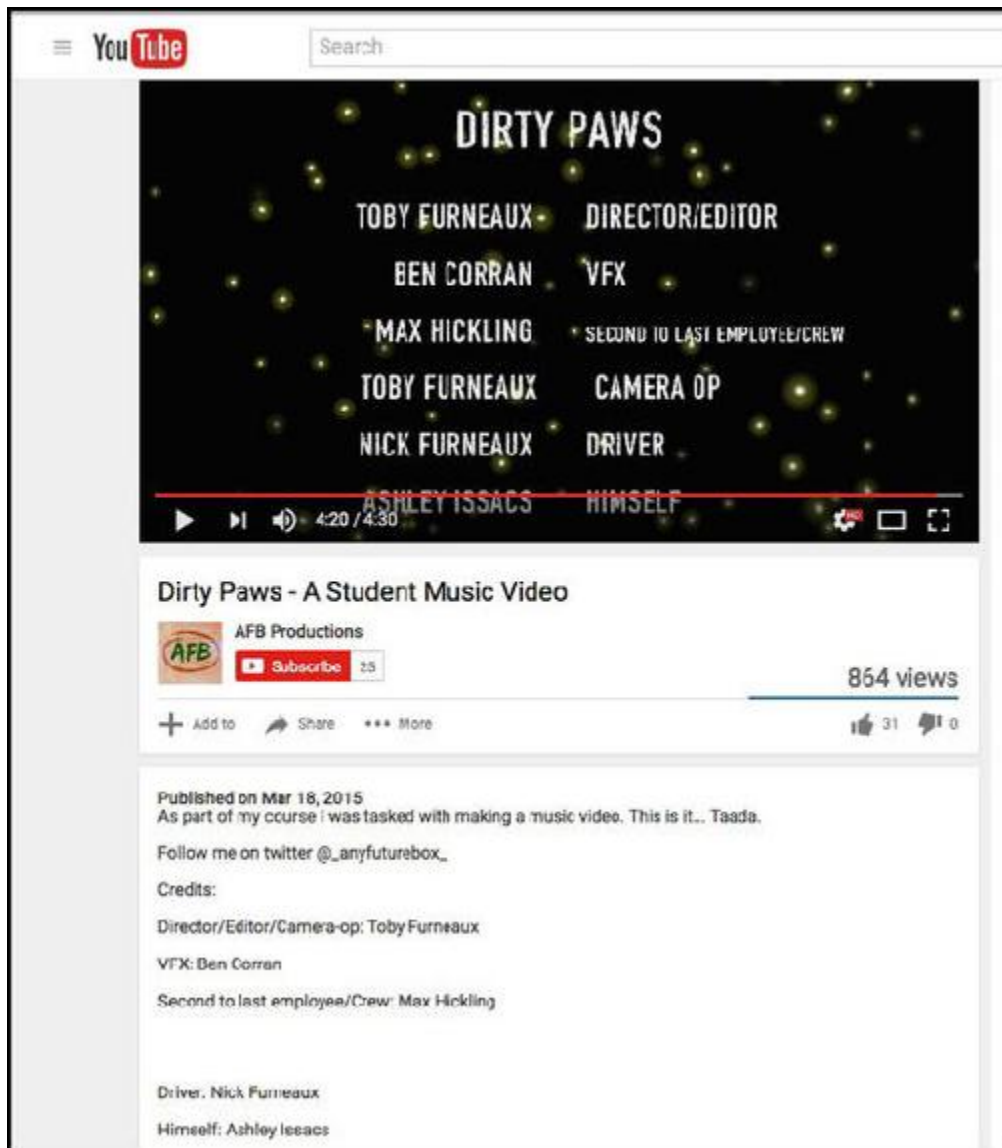 YouTube
Search
DIRTY PAWS
TOBY FURNEAUX DIRECTOR/EDITOR
BEN CORRAN VFX
MAX HICKLING SECOND TO LAST EMPLOYEE/CREW
TOBY FURNEAUX CAMERA OP
NICK FURNEAUX DRIVER
ASHLEY ISSACS HIMSELF
4:20 / 4:30
HD
Dirty Paws - A Student Music Video
AFB
AFB Productions
Subscribe
864 views
Add to Share More 31 0
Published on Mar 18, 2015
As part of my course i was tasked with making a music video. This is it... Taada.
Follow me on twitter @_anyfuturebox_
Credits:
Director/Editor/Camera-op: Toby Furneaux
VFX: Ben Corran
Second to last employee/Crew: Max Hickling
Driver: Nick Furneaux
Himself: Ashley Issacs